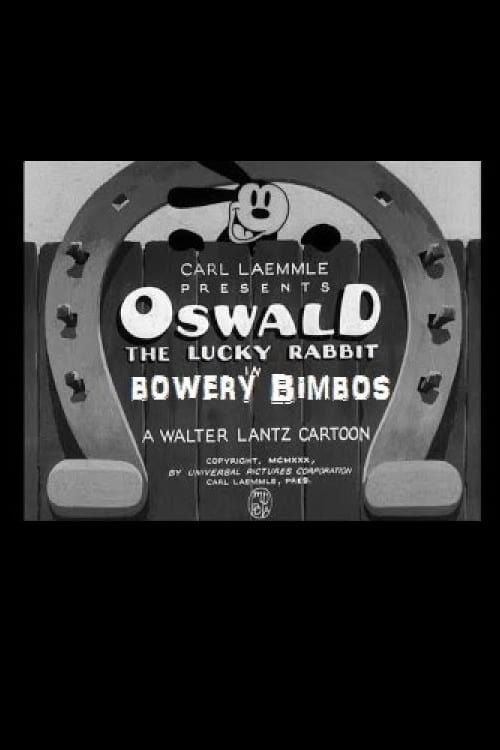 CARL LAEMMLE
PRESENTS
OSWALD
THE LUCKY RABBIT
IN
BOWERY BIMBOS
A WALTER LANTZ CARTOON
COPYRIGHT, MCMXXX,
BY UNIVERSAL PICTURES CORPORATION
CARL LAEMMLE, PRES.